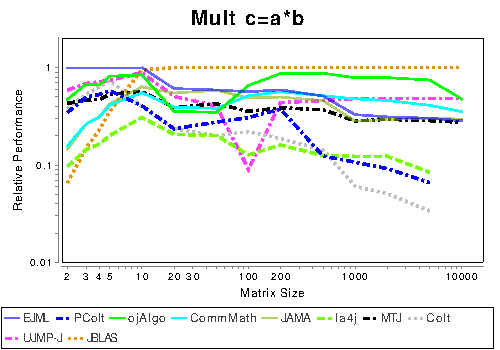 Mult c=a*b
Relative Performance
1
0.1
0.01
2 3 4 5 10 20 30 100 200 1000 10000
Matrix Size
EJML PColt ojAlgo CommMath JAMA la4j MTJ Colt
UJMP-J JBLAS